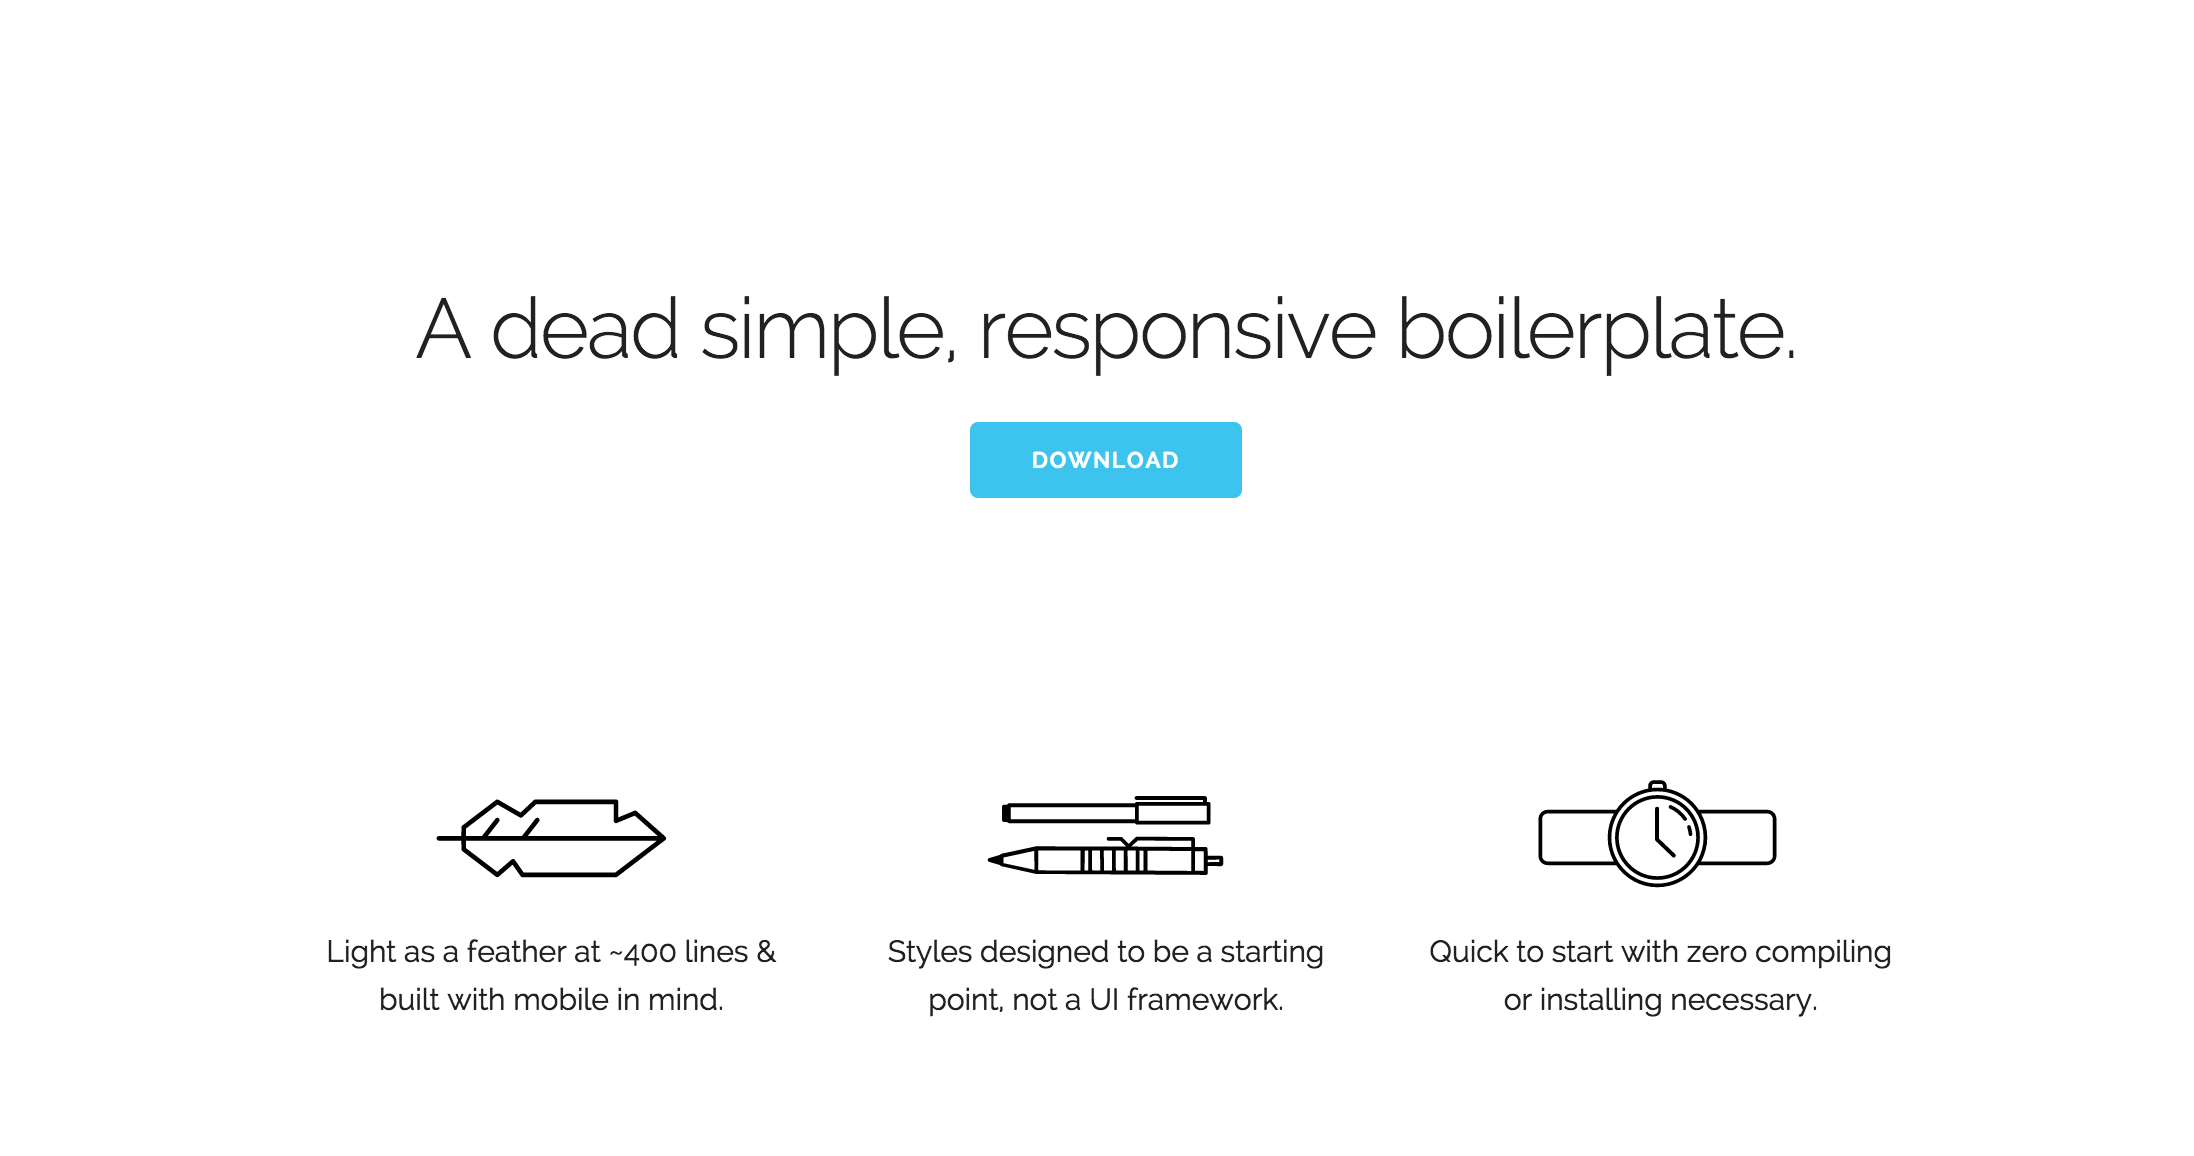 A dead simple, responsive boilerplate.
DOWNLOAD
Light as a feather at ~400 lines &
built with mobile in mind.
Styles designed to be a starting
point, not a UI framework.
Quick to start with zero compiling
or installing necessary.